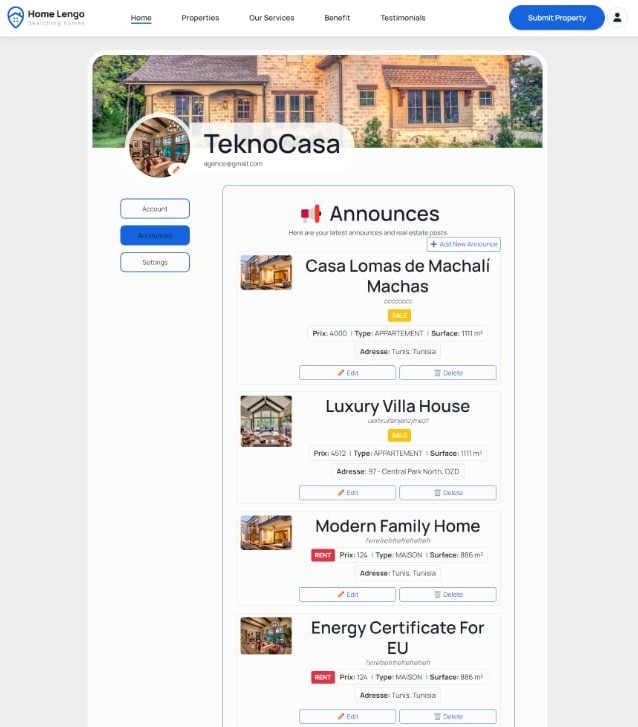 Home Lengo
Searching homes
Home
Properties
Our Services
Benefit
Testimonials
Submit Property
TeknoCasa
agence@gmail.com
Account
Announces
Settings
Announces
Here are your latest announces and real estate posts
Add New Announce
Casa Lomas de Machalí
Machas
cccccccc
SALE
Prix: 4000 | Type: APPARTEMENT | Surface: 1111 m²
Adresse: Tunis, Tunisia
Edit
Delete
Luxury Villa House
SALE
Prix: 4512 | Type: APPARTEMENT | Surface: 1111 m²
Adresse: 97 - Central Park North, OZD
Edit
Delete
Modern Family Home
RENT
Prix: 124 | Type: MAISON | Surface: 886 m²
Adresse: Tunis, Tunisia
Edit
Delete
Energy Certificate For
EU
RENT
Prix: 124 | Type: MAISON | Surface: 886 m²
Adresse: Tunis, Tunisia
Edit
Delete